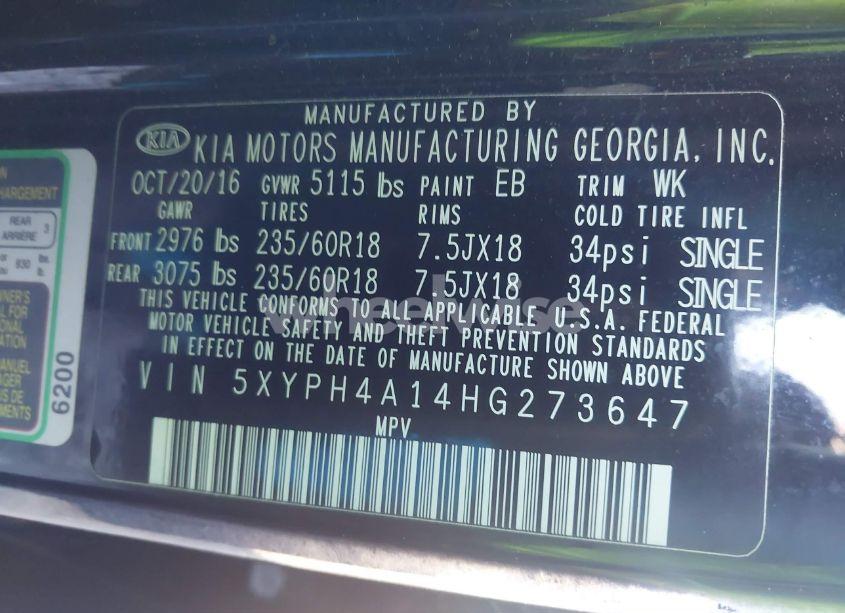 MANUFACTURED BY
KIA KIA MOTORS MANUFACTURING GEORGIA, INC.
OCT/20/16 GVWR 5115 lbs PAINT EB TRIM WK
GAWR TIRES RIMS COLD TIRE INFL
FRONT 2976 lbs 235/60R18 7.5JX18 34psi SINGLE
REAR 3075 lbs 235/60R18 7.5JX18 34psi SINGLE
THIS VEHICLE CONFORMS TO ALL APPLICABLE U.S.A. FEDERAL
MOTOR VEHICLE SAFETY AND THEFT PREVENTION STANDARDS
IN EFFECT ON THE DATE OF MANUFACTURE SHOWN ABOVE
VIN 5XYPH4A14HG273647
MPV
wheelwise
REAR 3
ARRIÈRE
6200